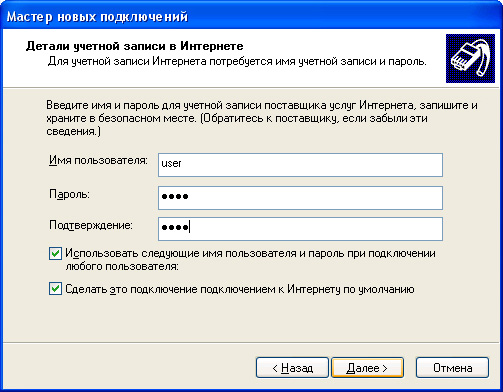 Мастер новых подключений
Детали учетной записи в Интернете
Для учетной записи Интернета потребуется имя учетной записи и пароль.
Введите имя и пароль для учетной записи поставщика услуг Интернета, запишите и
храните в безопасном месте. (Обратитесь к поставщику, если забыли эти
сведения.)
Имя пользователя: user
Пароль: ●●●●
Подтверждение: ●●●●
Использовать следующие имя пользователя и пароль при подключении
любого пользователя:
Сделать это подключение подключением к Интернету по умолчанию
< Назад Далее > Отмена